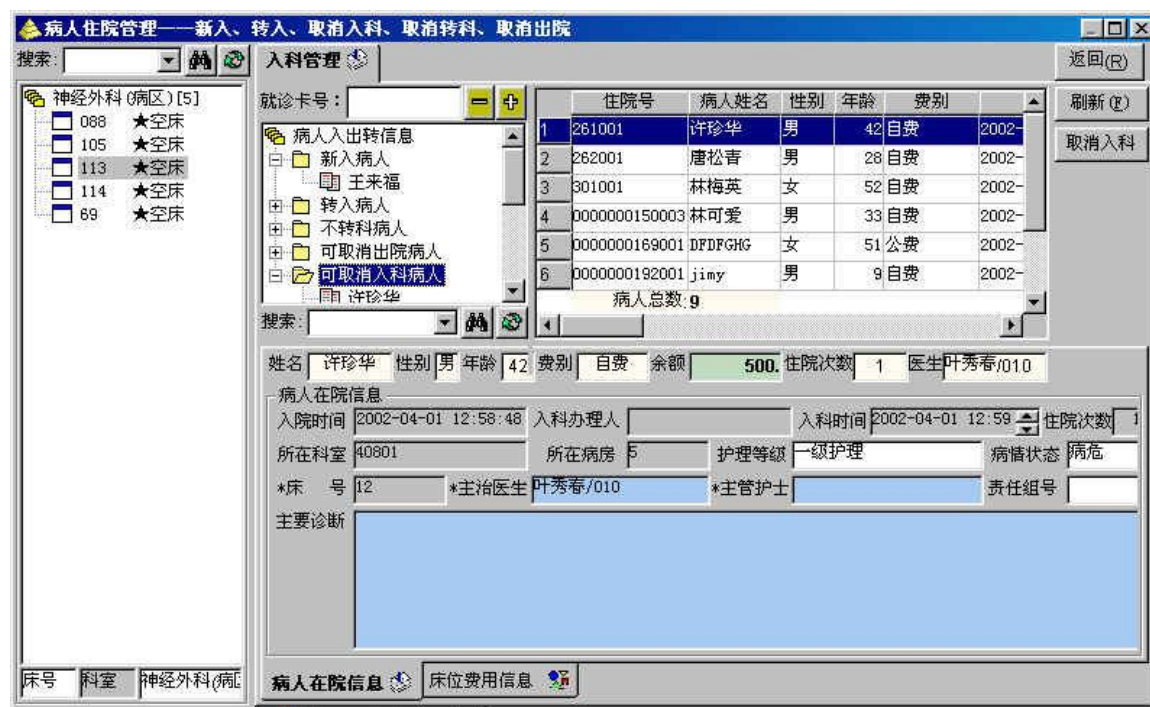 病人住院管理——新入、转入、取消入科、取消转科、取消出院
搜索:
入科管理
返回(R)
神经外科(病区)[5]
088 ★空床
105 ★空床
113 ★空床
114 ★空床
69 ★空床
就诊卡号：
病人入出转信息
新入病人
王来福
转入病人
不转科病人
可取消出院病人
可取消入科病人
许珍华
搜索:
住院号 病人姓名 性别 年龄 费别
1 261001 许珍华 男 42 自费 2002-
2 262001 唐松青 男 28 自费 2002-
3 301001 林梅英 女 52 自费 2002-
4 0000000150003 林可爱 男 33 自费 2002-
5 0000000169001 DFDFGHG 女 51 公费 2002-
6 0000000192001 jimy 男 9 自费 2002-
病人总数:9
刷新(F)
取消入科
姓名 许珍华 性别 男 年龄 42 费别 自费 余额 500. 住院次数 1 医生 叶秀春/010
病人在院信息
入院时间 2002-04-01 12:58:48 入科办理人 入科时间 2002-04-01 12:59 住院次数 1
所在科室 40801 所在病房 5 护理等级 一级护理 病情状态 病危
*床 号 12 *主治医生 叶秀春/010 *主管护士 责任组号
主要诊断
床号 科室 神经外科(病区
病人在院信息 床位费用信息